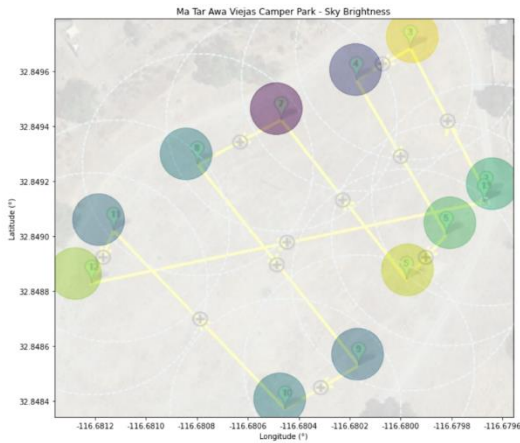 Ma Tar Awa Viejas Camper Park - Sky Brightness
32.8496
32.8494
32.8492
32.8490
32.8488
32.8486
32.8484
Latitude (°)
-116.6812 -116.6810 -116.6808 -116.6806 -116.6804 -116.6802 -116.6800 -116.6798 -116.6796
Longitude (°)